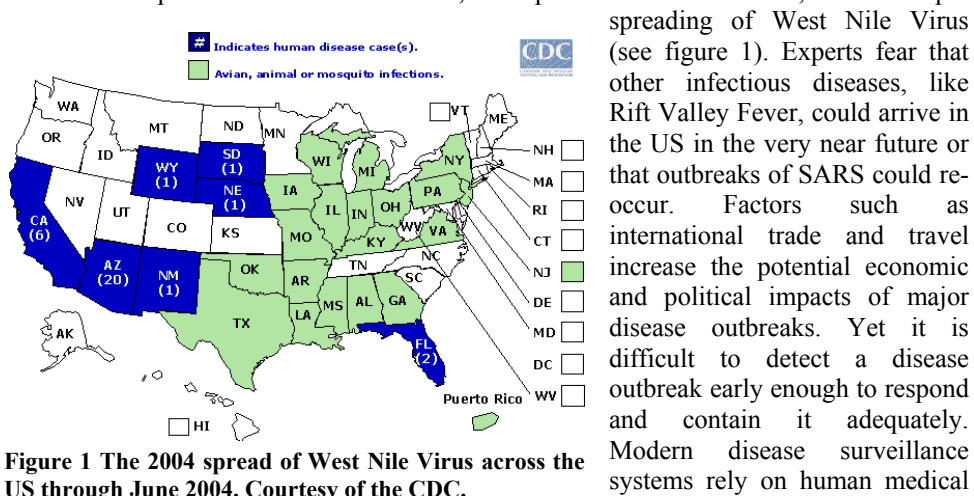 spreading of West Nile Virus
(see figure 1). Experts fear that
other infectious diseases, like
Rift Valley Fever, could arrive in
the US in the very near future or
that outbreaks of SARS could re-
occur. Factors such as
international trade and travel
increase the potential economic
and political impacts of major
disease outbreaks. Yet it is
difficult to detect a disease
outbreak early enough to respond
and contain it adequately.
Modern disease surveillance
systems rely on human medical
# Indicates human disease case(s).
Avian, animal or mosquito infections.
CDC
WA
OR
ID
MT
ND
MN
WY
(1)
SD
(1)
NE
(1)
NV
UT
CO
KS
CA
(6)
AZ
(20)
NM
(1)
OK
TX
IA
MO
AR
LA
WI
MI
IL
IN
OH
KY
WV
VA
PA
NY
TN
NC
SC
MS
AL
GA
FL
(2)
VT
ME
NH
MA
RI
CT
NJ
DE
MD
DC
WV
AK
HI
Puerto Rico
Figure 1 The 2004 spread of West Nile Virus across the
US through June 2004. Courtesy of the CDC.